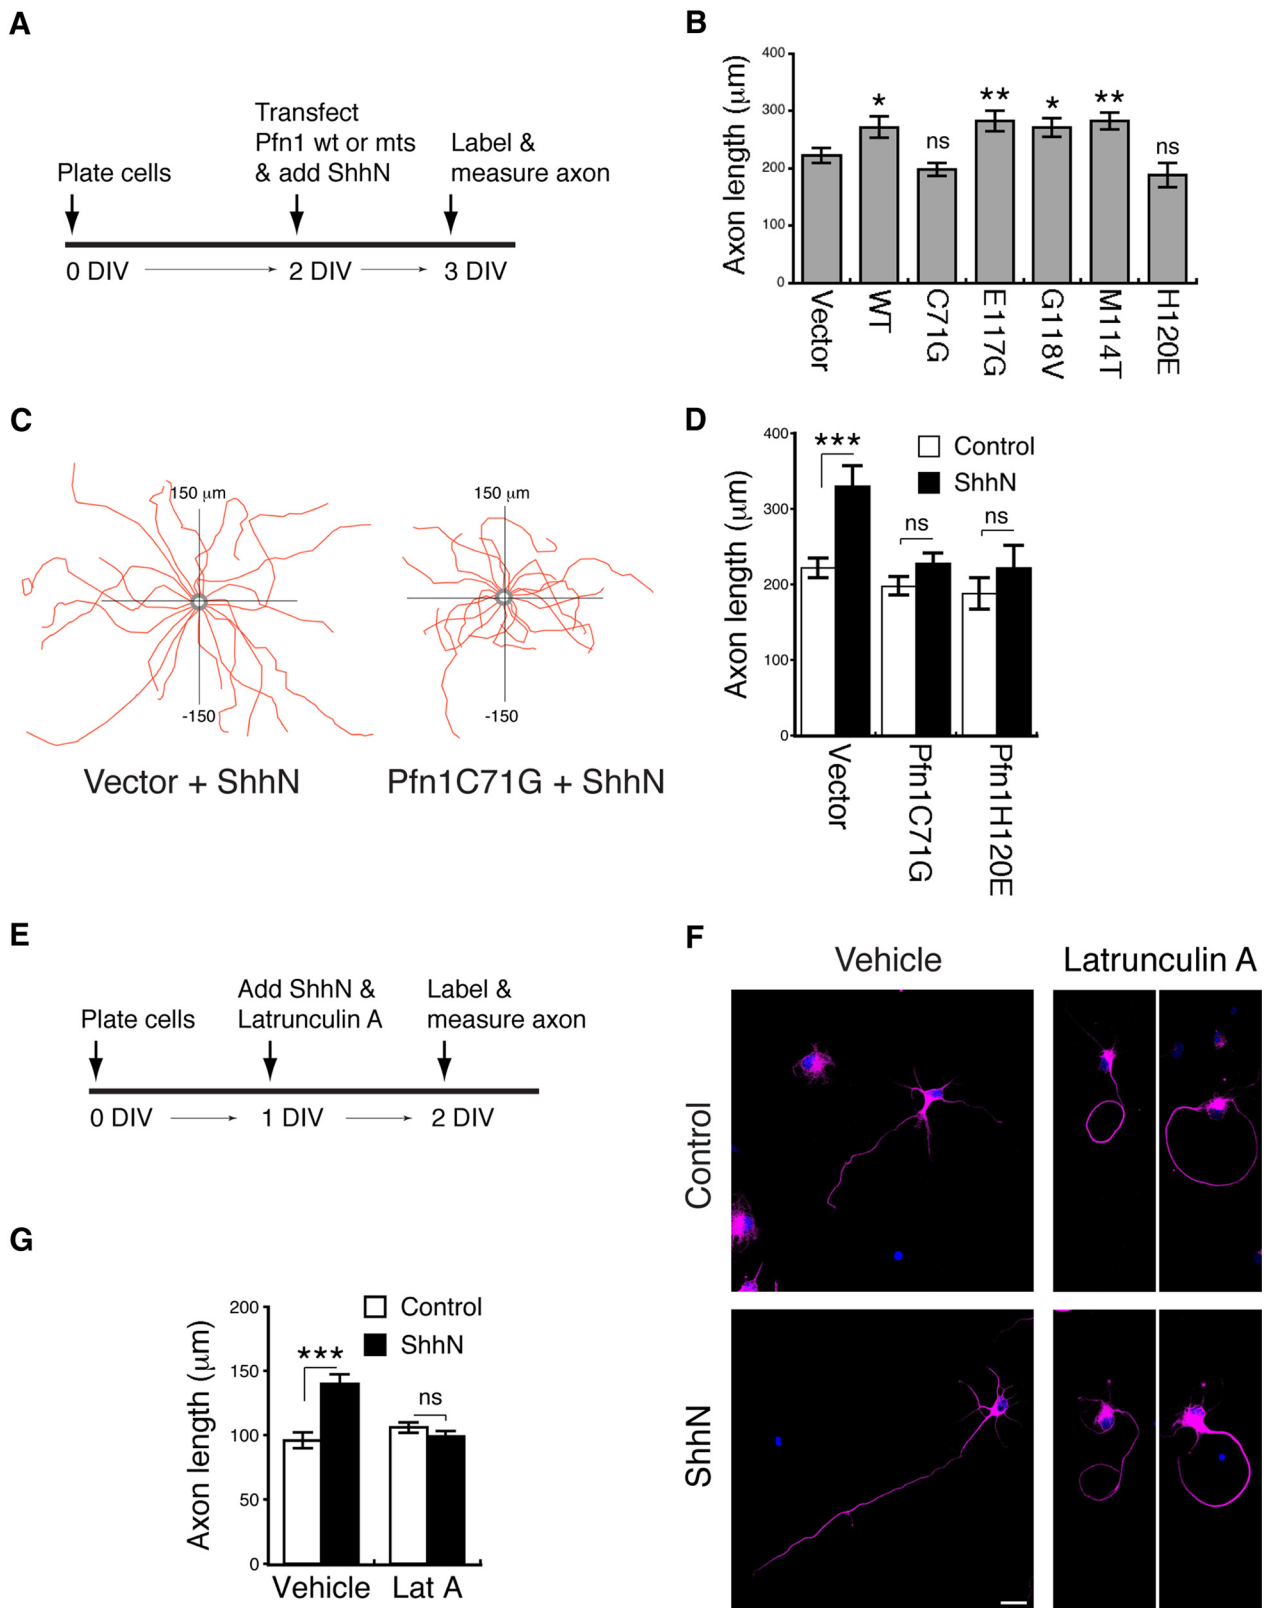 A
Plate cells
Transfect
Pfn1 wt or mts
& add ShhN
Label &
measure axon
0 DIV
2 DIV
3 DIV
B
Axon length (μm)
400
300
200
100
0
*
ns
**
*
**
ns
Vector
WT
C71G
E117G
G118V
M114T
H120E
C
150 μm
-150
Vector + ShhN
150 μm
-150
Pfn1C71G + ShhN
D
Axon length (μm)
400
300
200
100
0
***
ns
ns
Control
ShhN
Vector
Pfn1C71G
Pfn1H120E
E
Plate cells
Add ShhN &
Latrunculin A
Label &
measure axon
0 DIV
1 DIV
2 DIV
F
Vehicle
Latrunculin A
Control
ShhN
G
Axon length (μm)
200
150
100
50
0
***
ns
Control
ShhN
Vehicle
Lat A